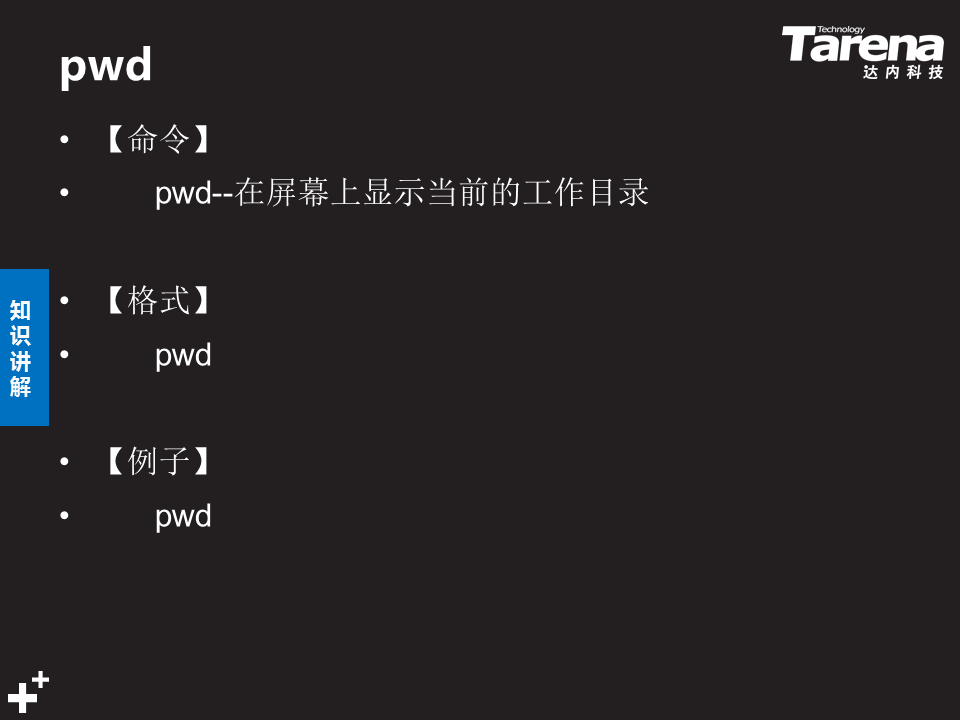 pwd
Technology
Tarena
达内科技
• 【命令】
• pwd--在屏幕上显示当前的工作目录
知识讲解
• 【格式】
• pwd
• 【例子】
• pwd